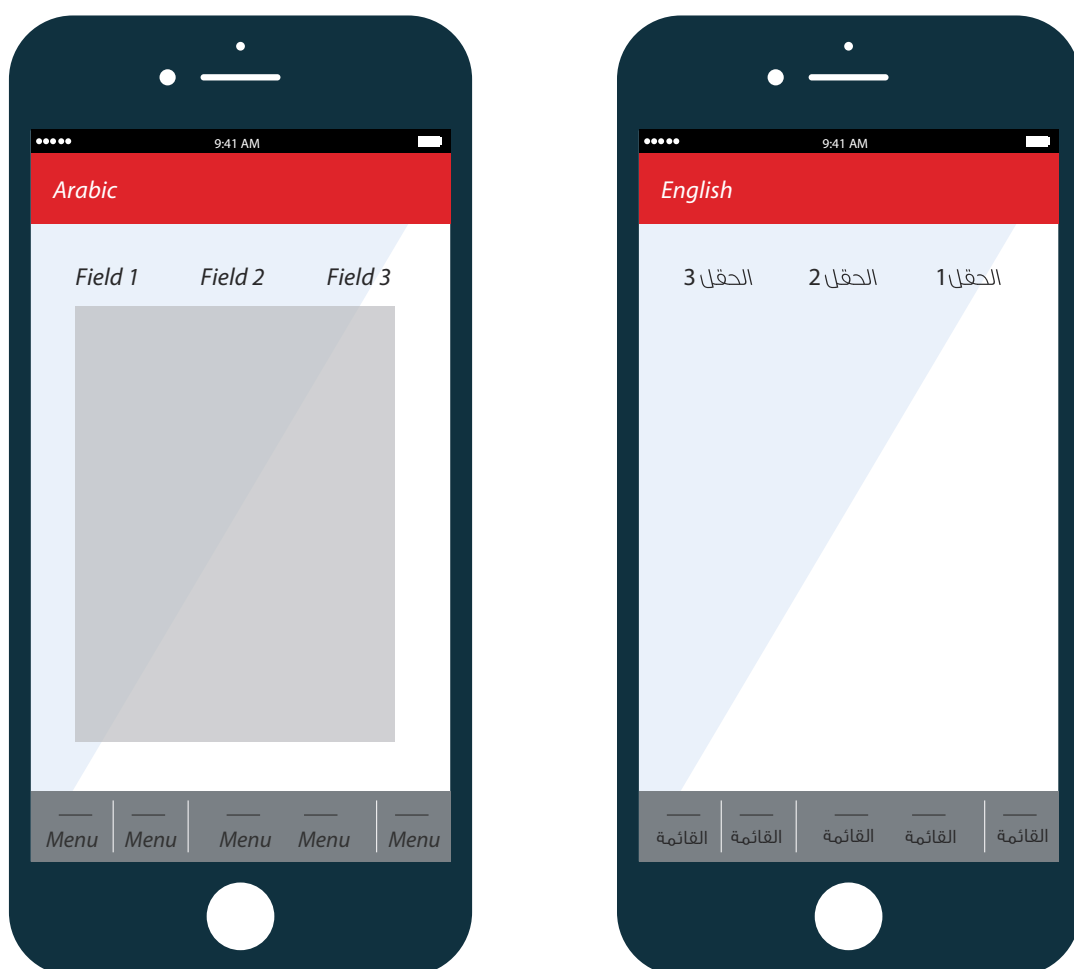 9:41 AM
Arabic
Field 1 Field 2 Field 3
Menu Menu Menu Menu Menu
9:41 AM
English
الحقل 1 الحقل 2 الحقل 3
القائمة القائمة القائمة القائمة القائمة